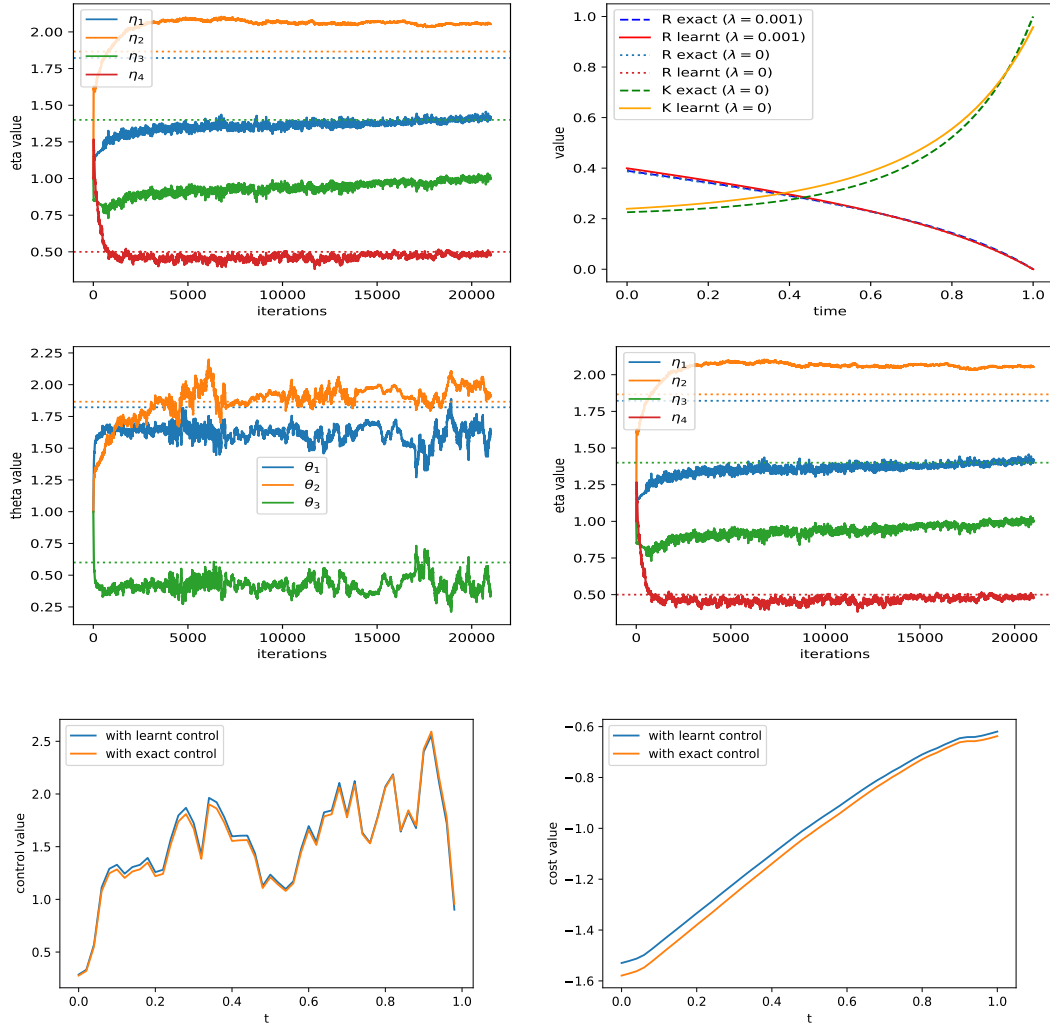 η₁
η₂
η₃
η₄
eta value
2.00
1.75
1.50
1.25
1.00
0.75
0.50
0 5000 10000 15000 20000
iterations
R exact (λ = 0.001)
R learnt (λ = 0.001)
R exact (λ = 0)
R learnt (λ = 0)
K exact (λ = 0)
K learnt (λ = 0)
value
1.0
0.8
0.6
0.4
0.2
0.0
0.0 0.2 0.4 0.6 0.8 1.0
time
theta value
2.25
2.00
1.75
1.50
1.25
1.00
0.75
0.50
0.25
θ₁
θ₂
θ₃
0 5000 10000 15000 20000
iterations
η₁
η₂
η₃
η₄
eta value
2.00
1.75
1.50
1.25
1.00
0.75
0.50
0 5000 10000 15000 20000
iterations
with learnt control
with exact control
control value
2.5
2.0
1.5
1.0
0.5
0.0 0.2 0.4 0.6 0.8 1.0
t
with learnt control
with exact control
cost value
−0.6
−0.8
−1.0
−1.2
−1.4
−1.6
0.0 0.2 0.4 0.6 0.8 1.0
t